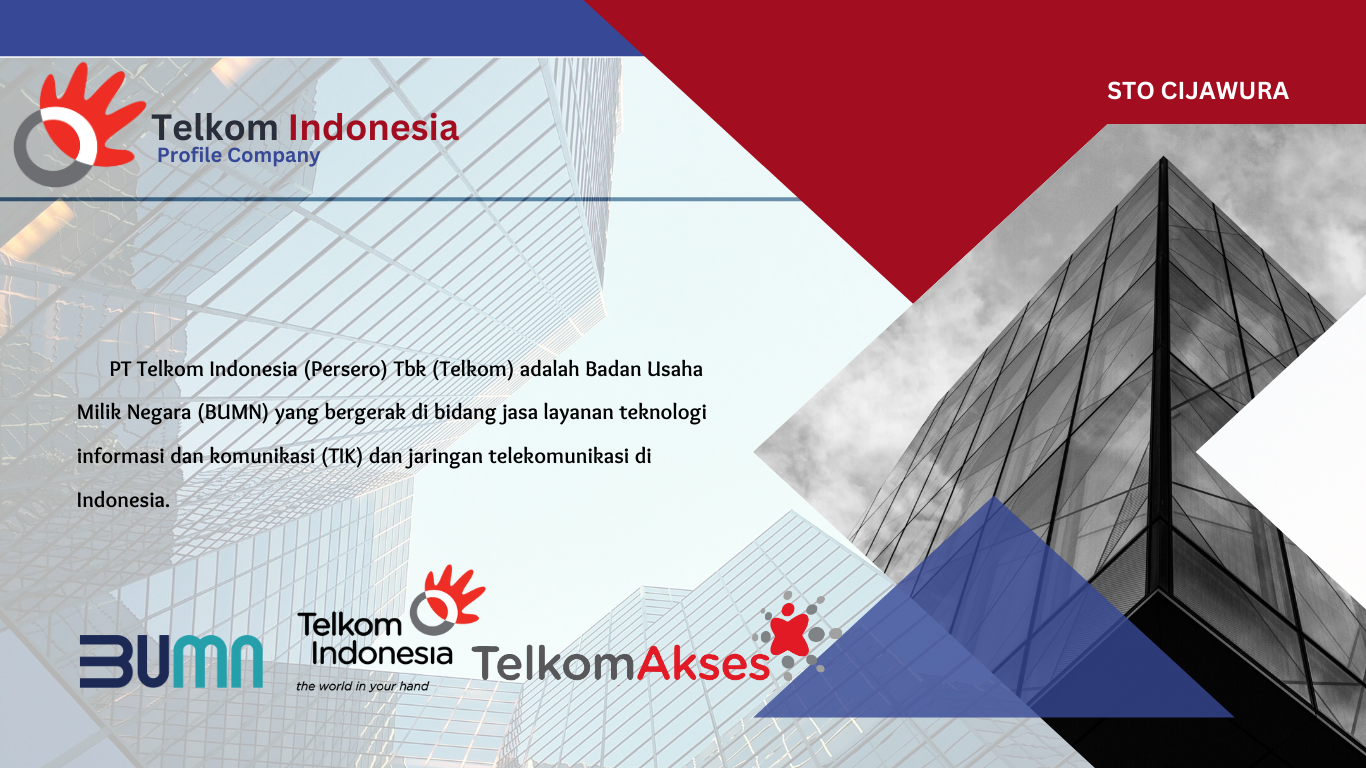 STO CIJAWURA
Telkom Indonesia
Profile Company
PT Telkom Indonesia (Persero) Tbk (Telkom) adalah Badan Usaha
Milik Negara (BUMN) yang bergerak di bidang jasa layanan teknologi
informasi dan komunikasi (TIK) dan jaringan telekomunikasi di
Indonesia.
BUMN
Telkom
Indonesia
the world in your hand
TelkomAkses